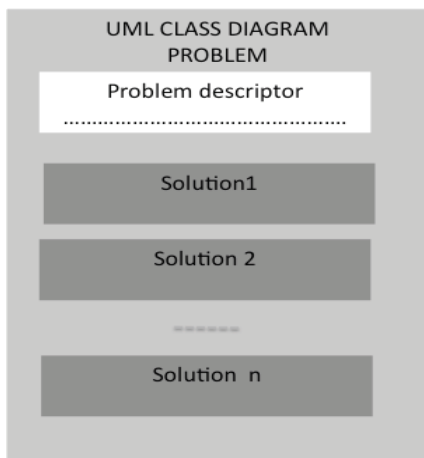 UML CLASS DIAGRAM
PROBLEM
Problem descriptor
................................................
Solution1
Solution 2
------
Solution n